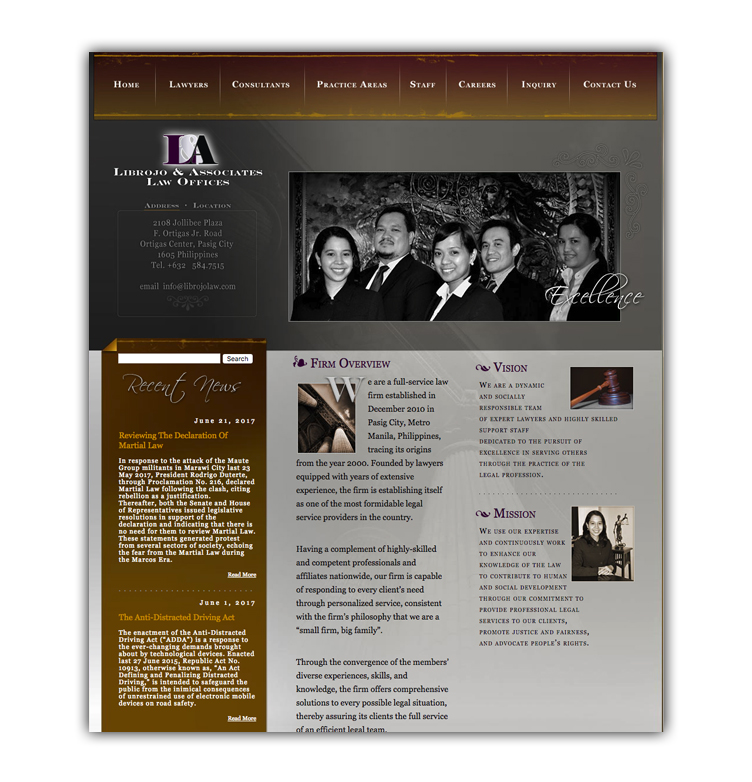 Home Lawyers Consultants Practice Areas Staff Careers Inquiry Contact Us
LA
Librojo & Associates
Law Offices
Address • Location
2108 Jollibee Plaza
F. Ortigas Jr. Road
Ortigas Center, Pasig City
1605 Philippines
Tel. +632 584.7515
email info@librojolaw.com
Excellence
Search
Recent News
June 21, 2017
Reviewing The Declaration Of
Martial Law
In response to the attack of the Maute
Group militants in Marawi City last 23
May 2017, President Rodrigo Duterte,
through Proclamation No. 216, declared
Martial Law following the clash, citing
rebellion as a justification.
Thereafter, both the Senate and House
of Representatives issued legislative
resolutions in support of the
declaration and indicating that there is
no need for them to review Martial Law.
These statements generated protest
from several sectors of society, echoing
the fear from the Martial Law during
the Marcos Era.
Read More
June 1, 2017
The Anti-Distracted Driving Act
The enactment of the Anti-Distracted
Driving Act ("ADDA") is a response to
the ever-changing demands brought
about by technological devices. Enacted
last 27 June 2015, Republic Act No.
10913, otherwise known as, "An Act
Defining and Penalizing Distracted
Driving," is intended to safeguard the
public from the inimical consequences
of unrestrained use of electronic mobile
devices on road safety.
Read More
Firm Overview
We are a full-service law
firm established in
December 2010 in
Pasig City, Metro
Manila, Philippines,
tracing its origins
from the year 2000. Founded by lawyers
equipped with years of extensive
experience, the firm is establishing itself
as one of the most formidable legal
service providers in the country.
Having a complement of highly-skilled
and competent professionals and
affiliates nationwide, our firm is capable
of responding to every client's need
through personalized service, consistent
with the firm's philosophy that we are a
"small firm, big family".
Through the convergence of the members'
diverse experiences, skills, and
knowledge, the firm offers comprehensive
solutions to every possible legal situation,
thereby assuring its clients the full service
of an efficient legal team.
Vision
We are a dynamic
and socially
responsible team
of expert lawyers and highly skilled
support staff
dedicated to the pursuit of
excellence in serving others
through the practice of the
legal profession.
Mission
We use our expertise
and continuously work
to enhance our
knowledge of the law
to contribute to human
and social development
through our commitment to
provide professional legal
services to our clients,
promote justice and fairness,
and advocate people's rights.